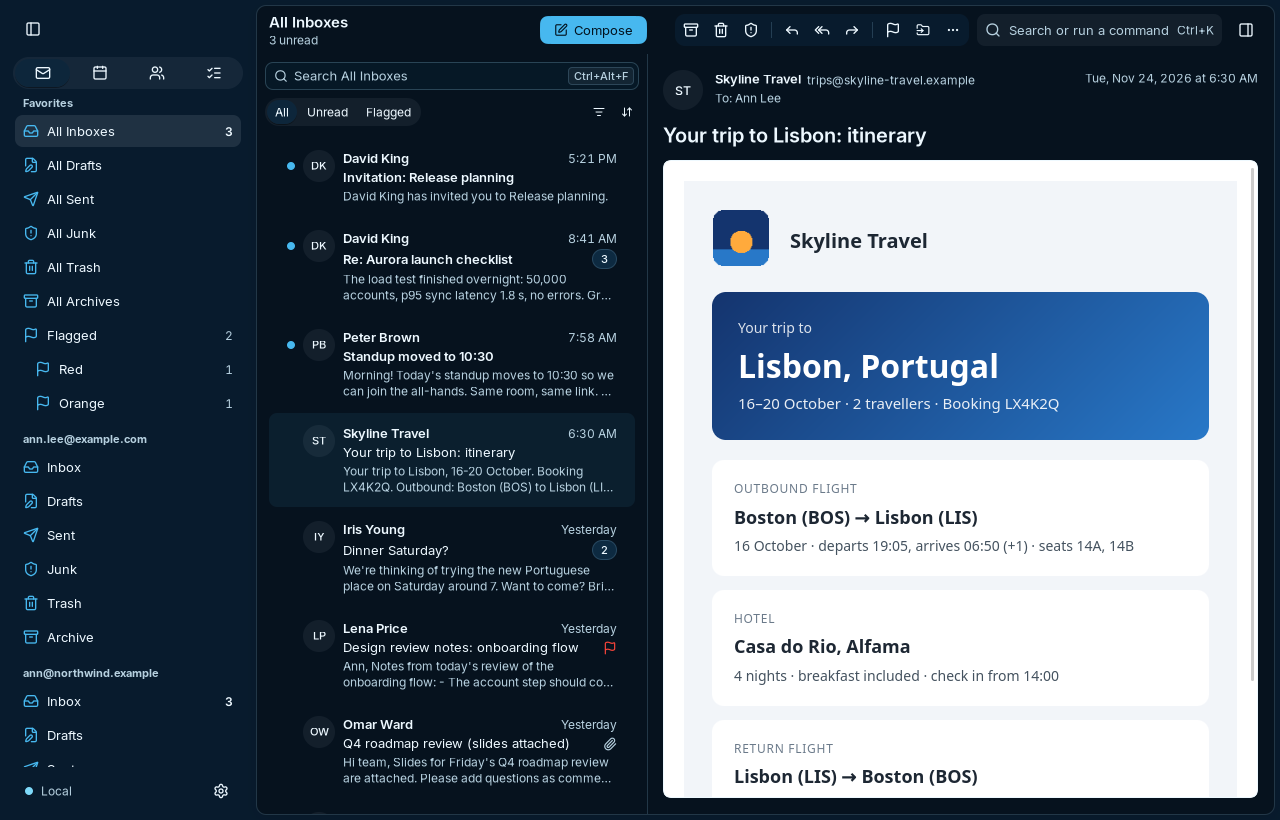 All Inboxes
3 unread
Compose
Search or run a command Ctrl+K
Favorites
All Inboxes 3
All Drafts
All Sent
All Junk
All Trash
All Archives
Flagged 2
Red 1
Orange 1
ann.lee@example.com
Inbox
Drafts
Sent
Junk
Trash
Archive
ann@northwind.example
Inbox 3
Drafts
Local
Search All Inboxes Ctrl+Alt+F
All Unread Flagged
DK David King 5:21 PM
Invitation: Release planning
David King has invited you to Release planning.
DK David King 8:41 AM
Re: Aurora launch checklist 3
The load test finished overnight: 50,000
accounts, p95 sync latency 1.8 s, no errors. Gr...
PB Peter Brown 7:58 AM
Standup moved to 10:30
Morning! Today's standup moves to 10:30 so we
can join the all-hands. Same room, same link. ...
ST Skyline Travel 6:30 AM
Your trip to Lisbon: itinerary
Your trip to Lisbon, 16-20 October. Booking
LX4K2Q. Outbound: Boston (BOS) to Lisbon (LI...
IY Iris Young Yesterday
Dinner Saturday? 2
We're thinking of trying the new Portuguese
place on Saturday around 7. Want to come? Bri...
LP Lena Price Yesterday
Design review notes: onboarding flow
Ann, Notes from today's review of the
onboarding flow: - The account step should co...
OW Omar Ward Yesterday
Q4 roadmap review (slides attached)
Hi team, Slides for Friday's Q4 roadmap review
are attached. Please add questions as comme...
ST Skyline Travel trips@skyline-travel.example Tue, Nov 24, 2026 at 6:30 AM
To: Ann Lee
Your trip to Lisbon: itinerary
Skyline Travel
Your trip to
Lisbon, Portugal
16–20 October · 2 travellers · Booking LX4K2Q
OUTBOUND FLIGHT
Boston (BOS) → Lisbon (LIS)
16 October · departs 19:05, arrives 06:50 (+1) · seats 14A, 14B
HOTEL
Casa do Rio, Alfama
4 nights · breakfast included · check in from 14:00
RETURN FLIGHT
Lisbon (LIS) → Boston (BOS)